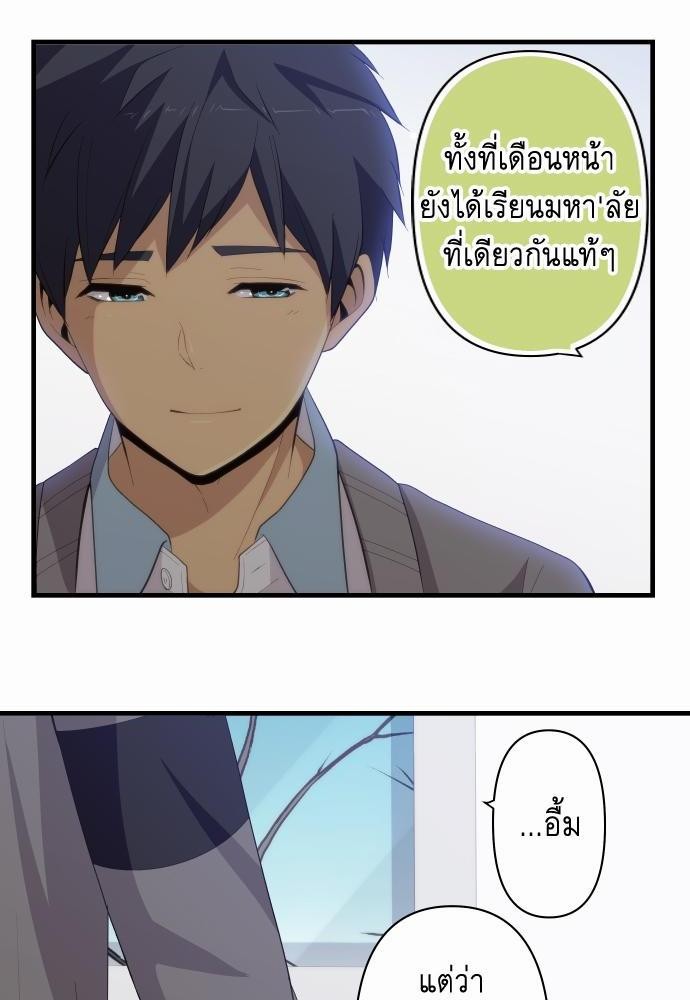 ทั้งที่เดือนหน้า
ยังได้เรียนมหา'ลัย
ที่เดียวกันแท้ๆ
...อื้ม
แต่ว่า